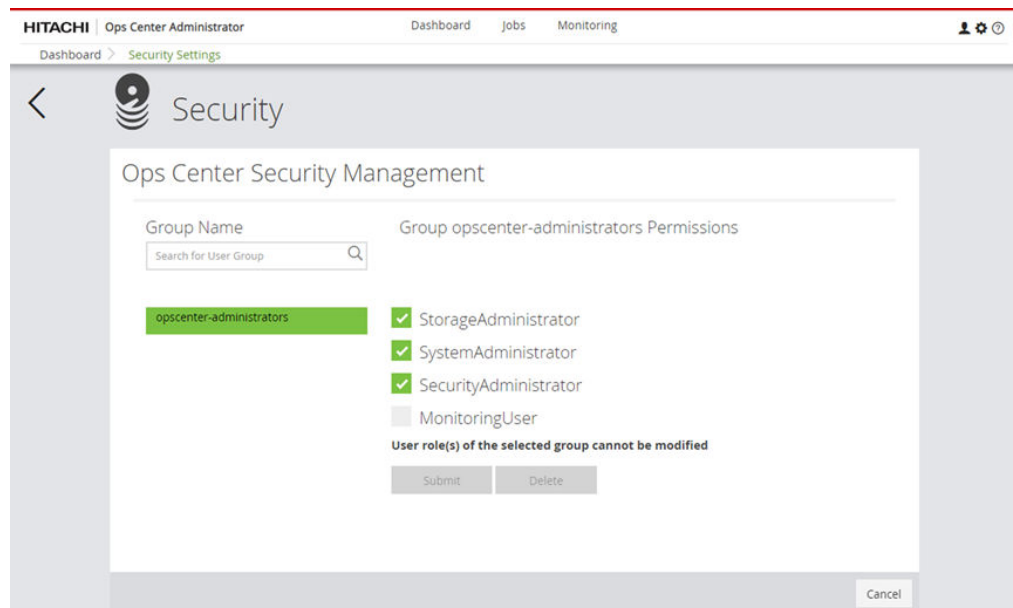 HITACHI Ops Center Administrator Dashboard Jobs Monitoring
Dashboard Security Settings
Security
Ops Center Security Management
Group Name
Group opscenter-administrators Permissions
Search for User Group
opscenter-administrators
StorageAdministrator
SystemAdministrator
SecurityAdministrator
MonitoringUser
User role(s) of the selected group cannot be modified
Submit Delete
Cancel